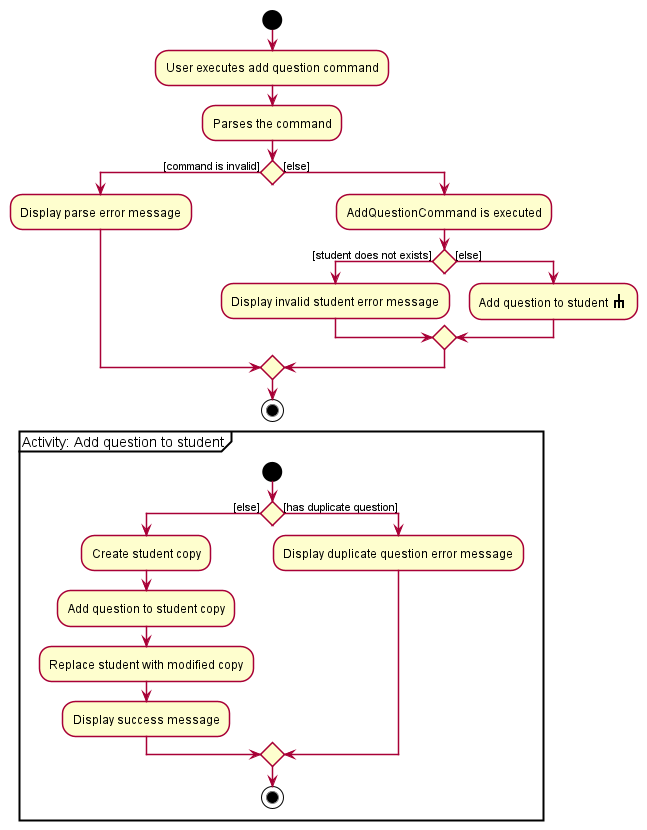 User executes add question command
Parses the command
[command is invalid]
[else]
Display parse error message
AddQuestionCommand is executed
[student does not exists]
[else]
Display invalid student error message
Add question to student
Activity: Add question to student
[else]
[has duplicate question]
Create student copy
Display duplicate question error message
Add question to student copy
Replace student with modified copy
Display success message